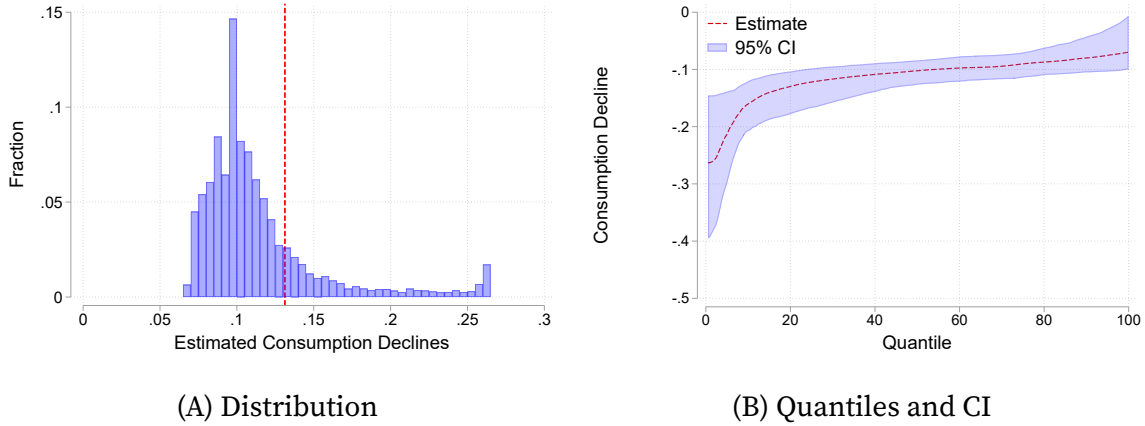 .15
.1
.05
0
Fraction
0 .05 .1 .15 .2 .25 .3
Estimated Consumption Declines
(A) Distribution
0
-.1
-.2
-.3
-.4
-.5
Consumption Decline
Estimate
95% CI
0 20 40 60 80 100
Quantile
(B) Quantiles and CI